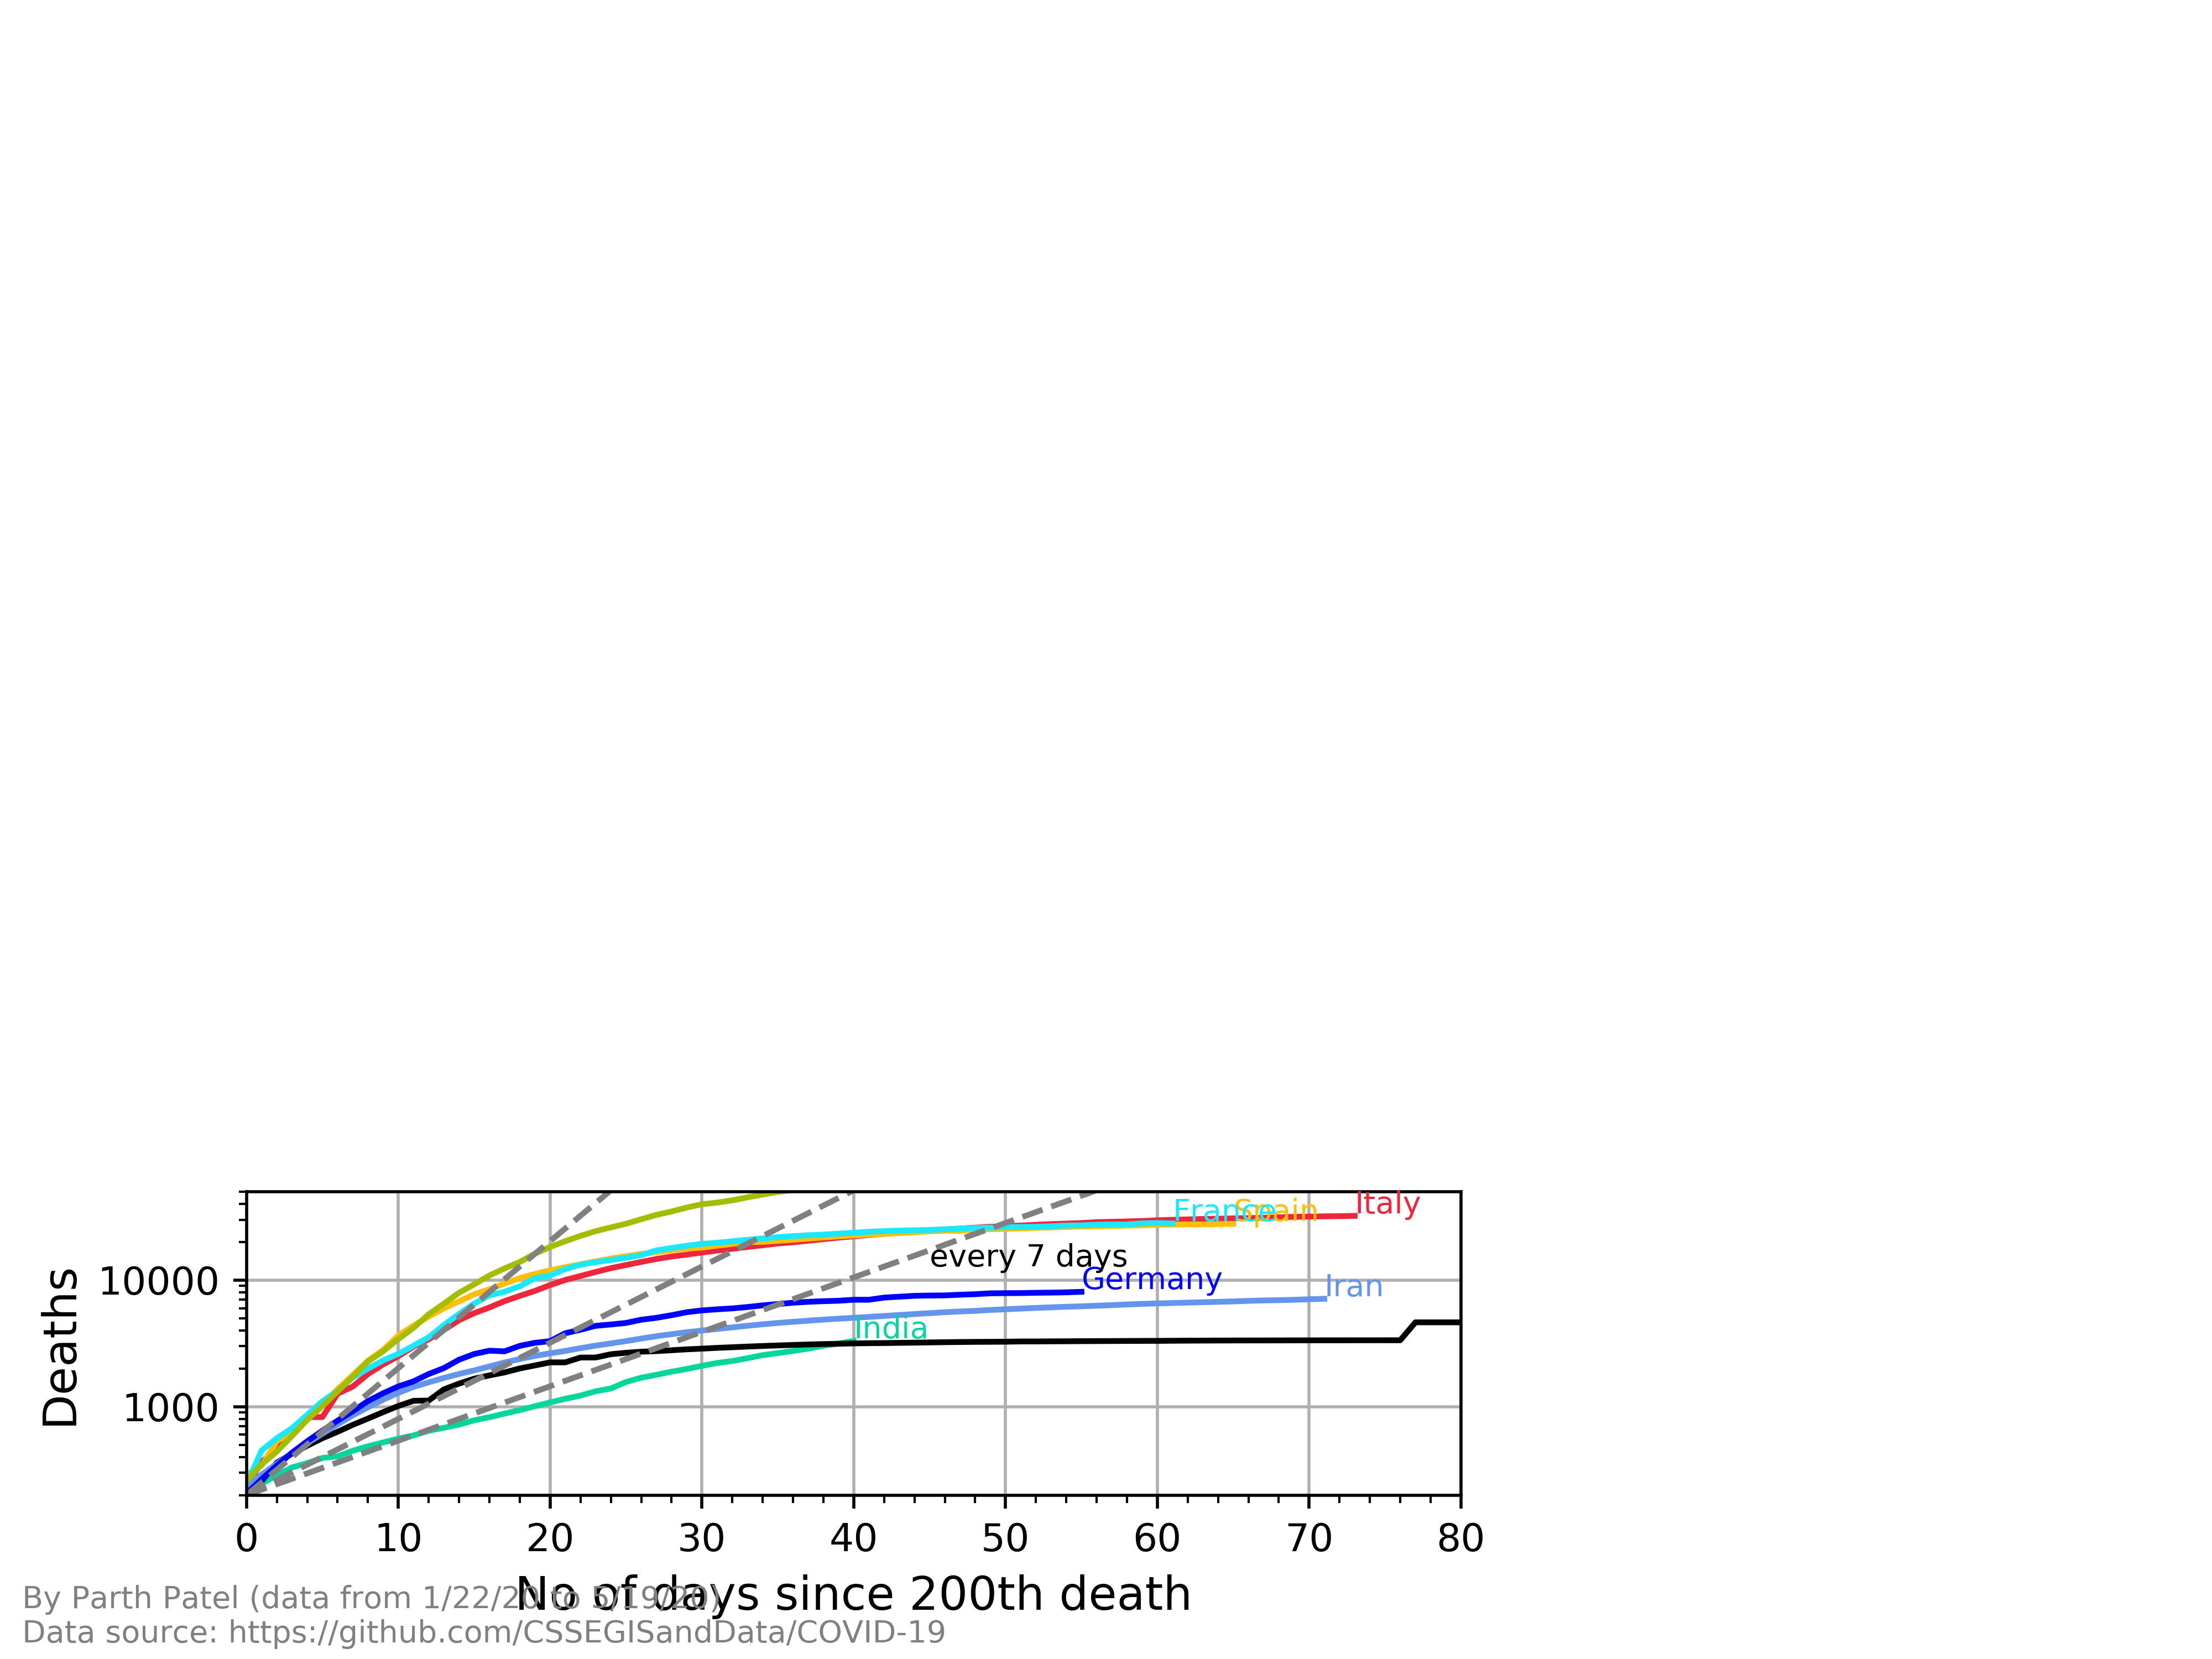 Italy
France
Spain
every 7 days
Germany
Iran
India
Deaths
10000
1000
0 10 20 30 40 50 60 70 80
No of days since 200th death
By Parth Patel (data from 1/22/20 to 5/19/20)
Data source: https://github.com/CSSEGISandData/COVID-19